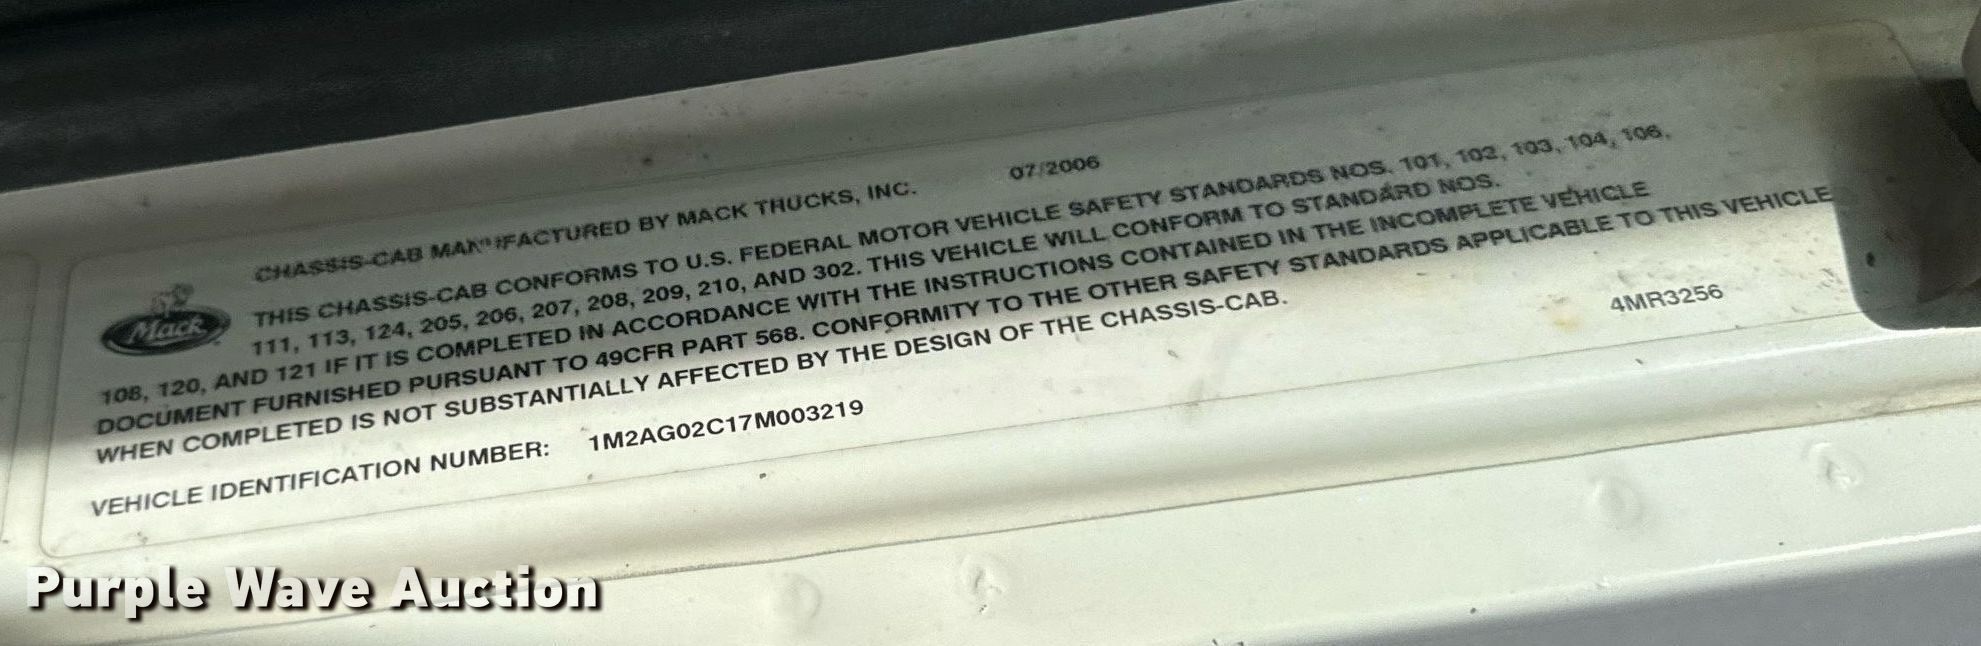 CHASSIS-CAB MANUFACTURED BY MACK TRUCKS, INC. 07/2006
THIS CHASSIS-CAB CONFORMS TO U.S. FEDERAL MOTOR VEHICLE SAFETY STANDARDS NOS. 101, 102, 103, 104, 106,
111, 113, 124, 205, 206, 207, 208, 209, 210, AND 302. THIS VEHICLE WILL CONFORM TO STANDARD NOS.
108, 120, AND 121 IF IT IS COMPLETED IN ACCORDANCE WITH THE INSTRUCTIONS CONTAINED IN THE INCOMPLETE VEHICLE
DOCUMENT FURNISHED PURSUANT TO 49CFR PART 568. CONFORMITY TO THE OTHER SAFETY STANDARDS APPLICABLE TO THIS VEHICLE
WHEN COMPLETED IS NOT SUBSTANTIALLY AFFECTED BY THE DESIGN OF THE CHASSIS-CAB.
4MR3256
VEHICLE IDENTIFICATION NUMBER: 1M2AG02C17M003219
Mack
Purple Wave Auction